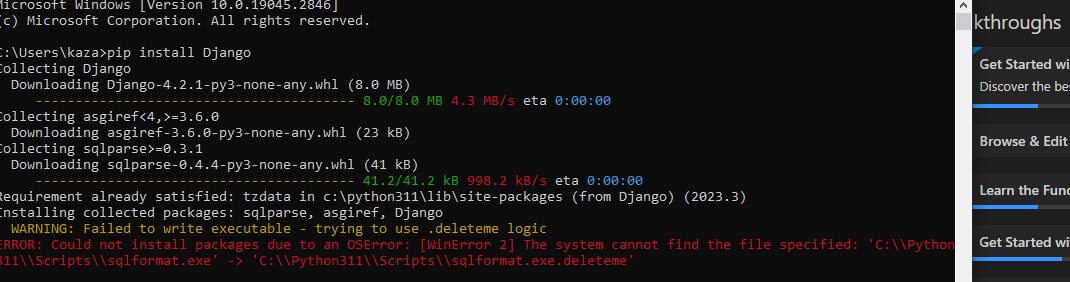 Microsoft Windows [Version 10.0.19045.2846]
(c) Microsoft Corporation. All rights reserved.
C:\Users\kaza>pip install Django
Collecting Django
Downloading Django-4.2.1-py3-none-any.whl (8.0 MB)
---------------------------------------- 8.0/8.0 MB 4.3 MB/s eta 0:00:00
Collecting asgiref<4,>=3.6.0
Downloading asgiref-3.6.0-py3-none-any.whl (23 kB)
Collecting sqlparse>=0.3.1
Downloading sqlparse-0.4.4-py3-none-any.whl (41 kB)
---------------------------------------- 41.2/41.2 kB 998.2 kB/s eta 0:00:00
Requirement already satisfied: tzdata in c:\python311\lib\site-packages (from Django) (2023.3)
Installing collected packages: sqlparse, asgiref, Django
WARNING: Failed to write executable - trying to use .deleteme logic
ERROR: Could not install packages due to an OSError: [WinError 2] The system cannot find the file specified: 'C:\\Python
311\\Scripts\\sqlformat.exe' -> 'C:\\Python311\\Scripts\\sqlformat.exe.deleteme'
kthroughs
Get Started wi
Discover the bes
Browse & Edit
Learn the Fund
Get Started wi